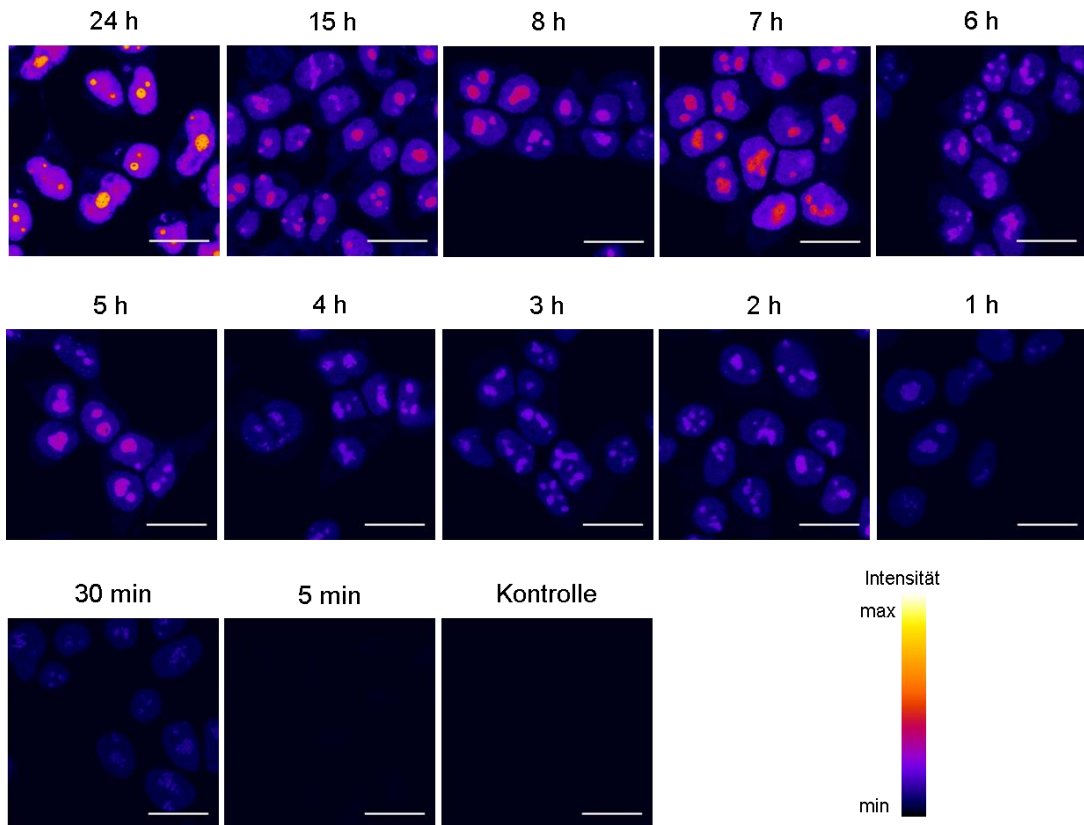 24 h 15 h 8 h 7 h 6 h
5 h 4 h 3 h 2 h 1 h
30 min 5 min Kontrolle
Intensität
max
min